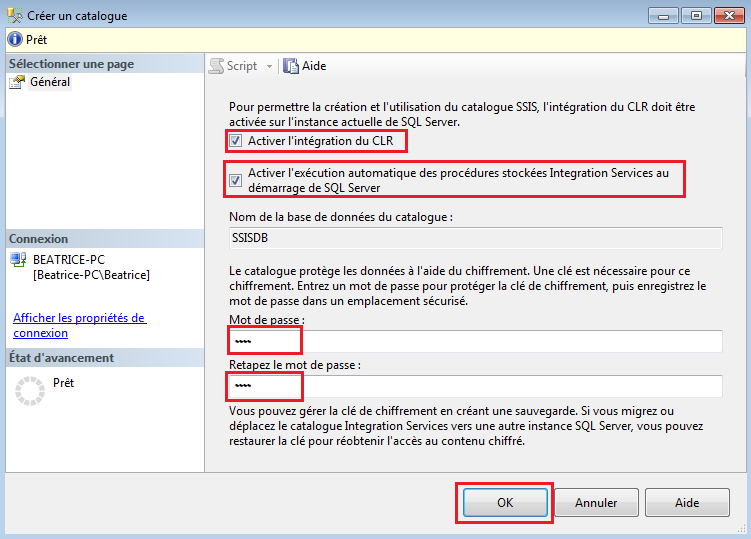 Créer un catalogue
Prêt
Sélectionner une page
Général
Script
Aide
Pour permettre la création et l'utilisation du catalogue SSIS, l'intégration du CLR doit être
activée sur l'instance actuelle de SQL Server.
Activer l'intégration du CLR
Activer l'exécution automatique des procédures stockées Integration Services au
démarrage de SQL Server
Nom de la base de données du catalogue :
SSISDB
Connexion
BEATRICE-PC
[Beatrice-PC\Beatrice]
Afficher les propriétés de
connexion
Le catalogue protège les données à l'aide du chiffrement. Une clé est nécessaire pour ce
chiffrement. Entrez un mot de passe pour protéger la clé de chiffrement, puis enregistrez le
mot de passe dans un emplacement sécurisé.
Mot de passe :
••••
Retapez le mot de passe :
••••
État d'avancement
Prêt
Vous pouvez gérer la clé de chiffrement en créant une sauvegarde. Si vous migrez ou
déplacez le catalogue Integration Services vers une autre instance SQL Server, vous pouvez
restaurer la clé pour réobtenir l'accès au contenu chiffré.
OK
Annuler
Aide